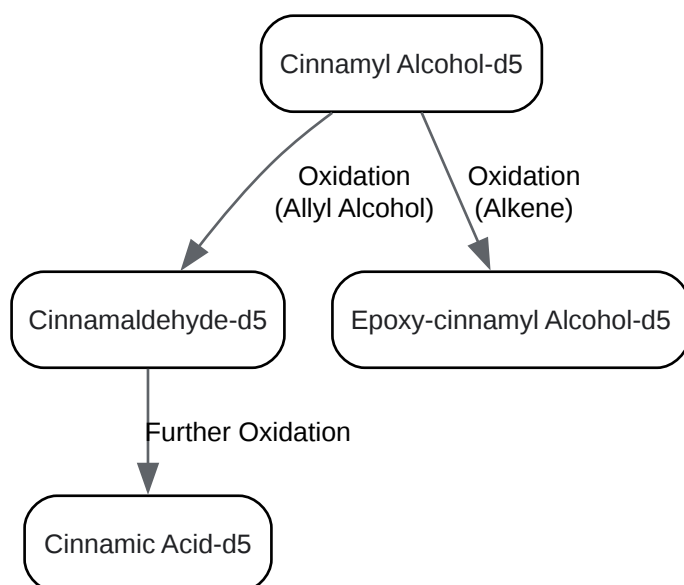 Cinnamyl Alcohol-d5
Oxidation
(Allyl Alcohol)
Oxidation
(Alkene)
Cinnamaldehyde-d5
Epoxy-cinnamyl Alcohol-d5
Further Oxidation
Cinnamic Acid-d5